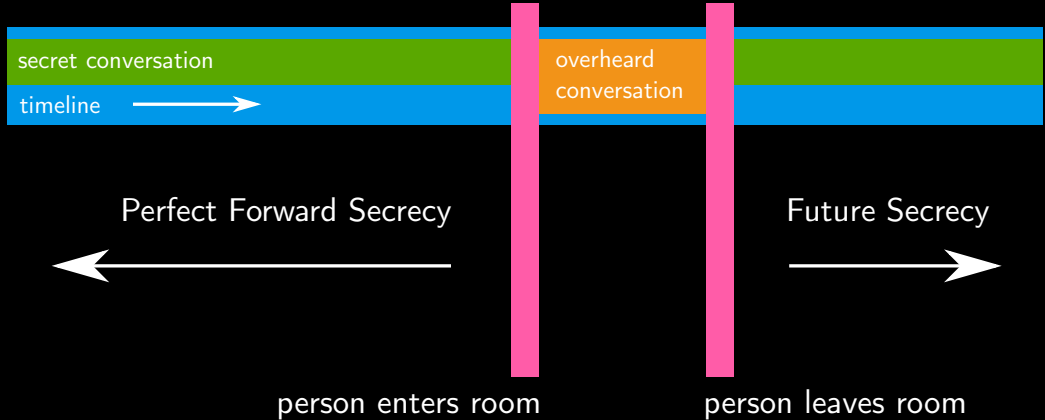 secret conversation
overheard
conversation
timeline
Perfect Forward Secrecy
Future Secrecy
person enters room
person leaves room